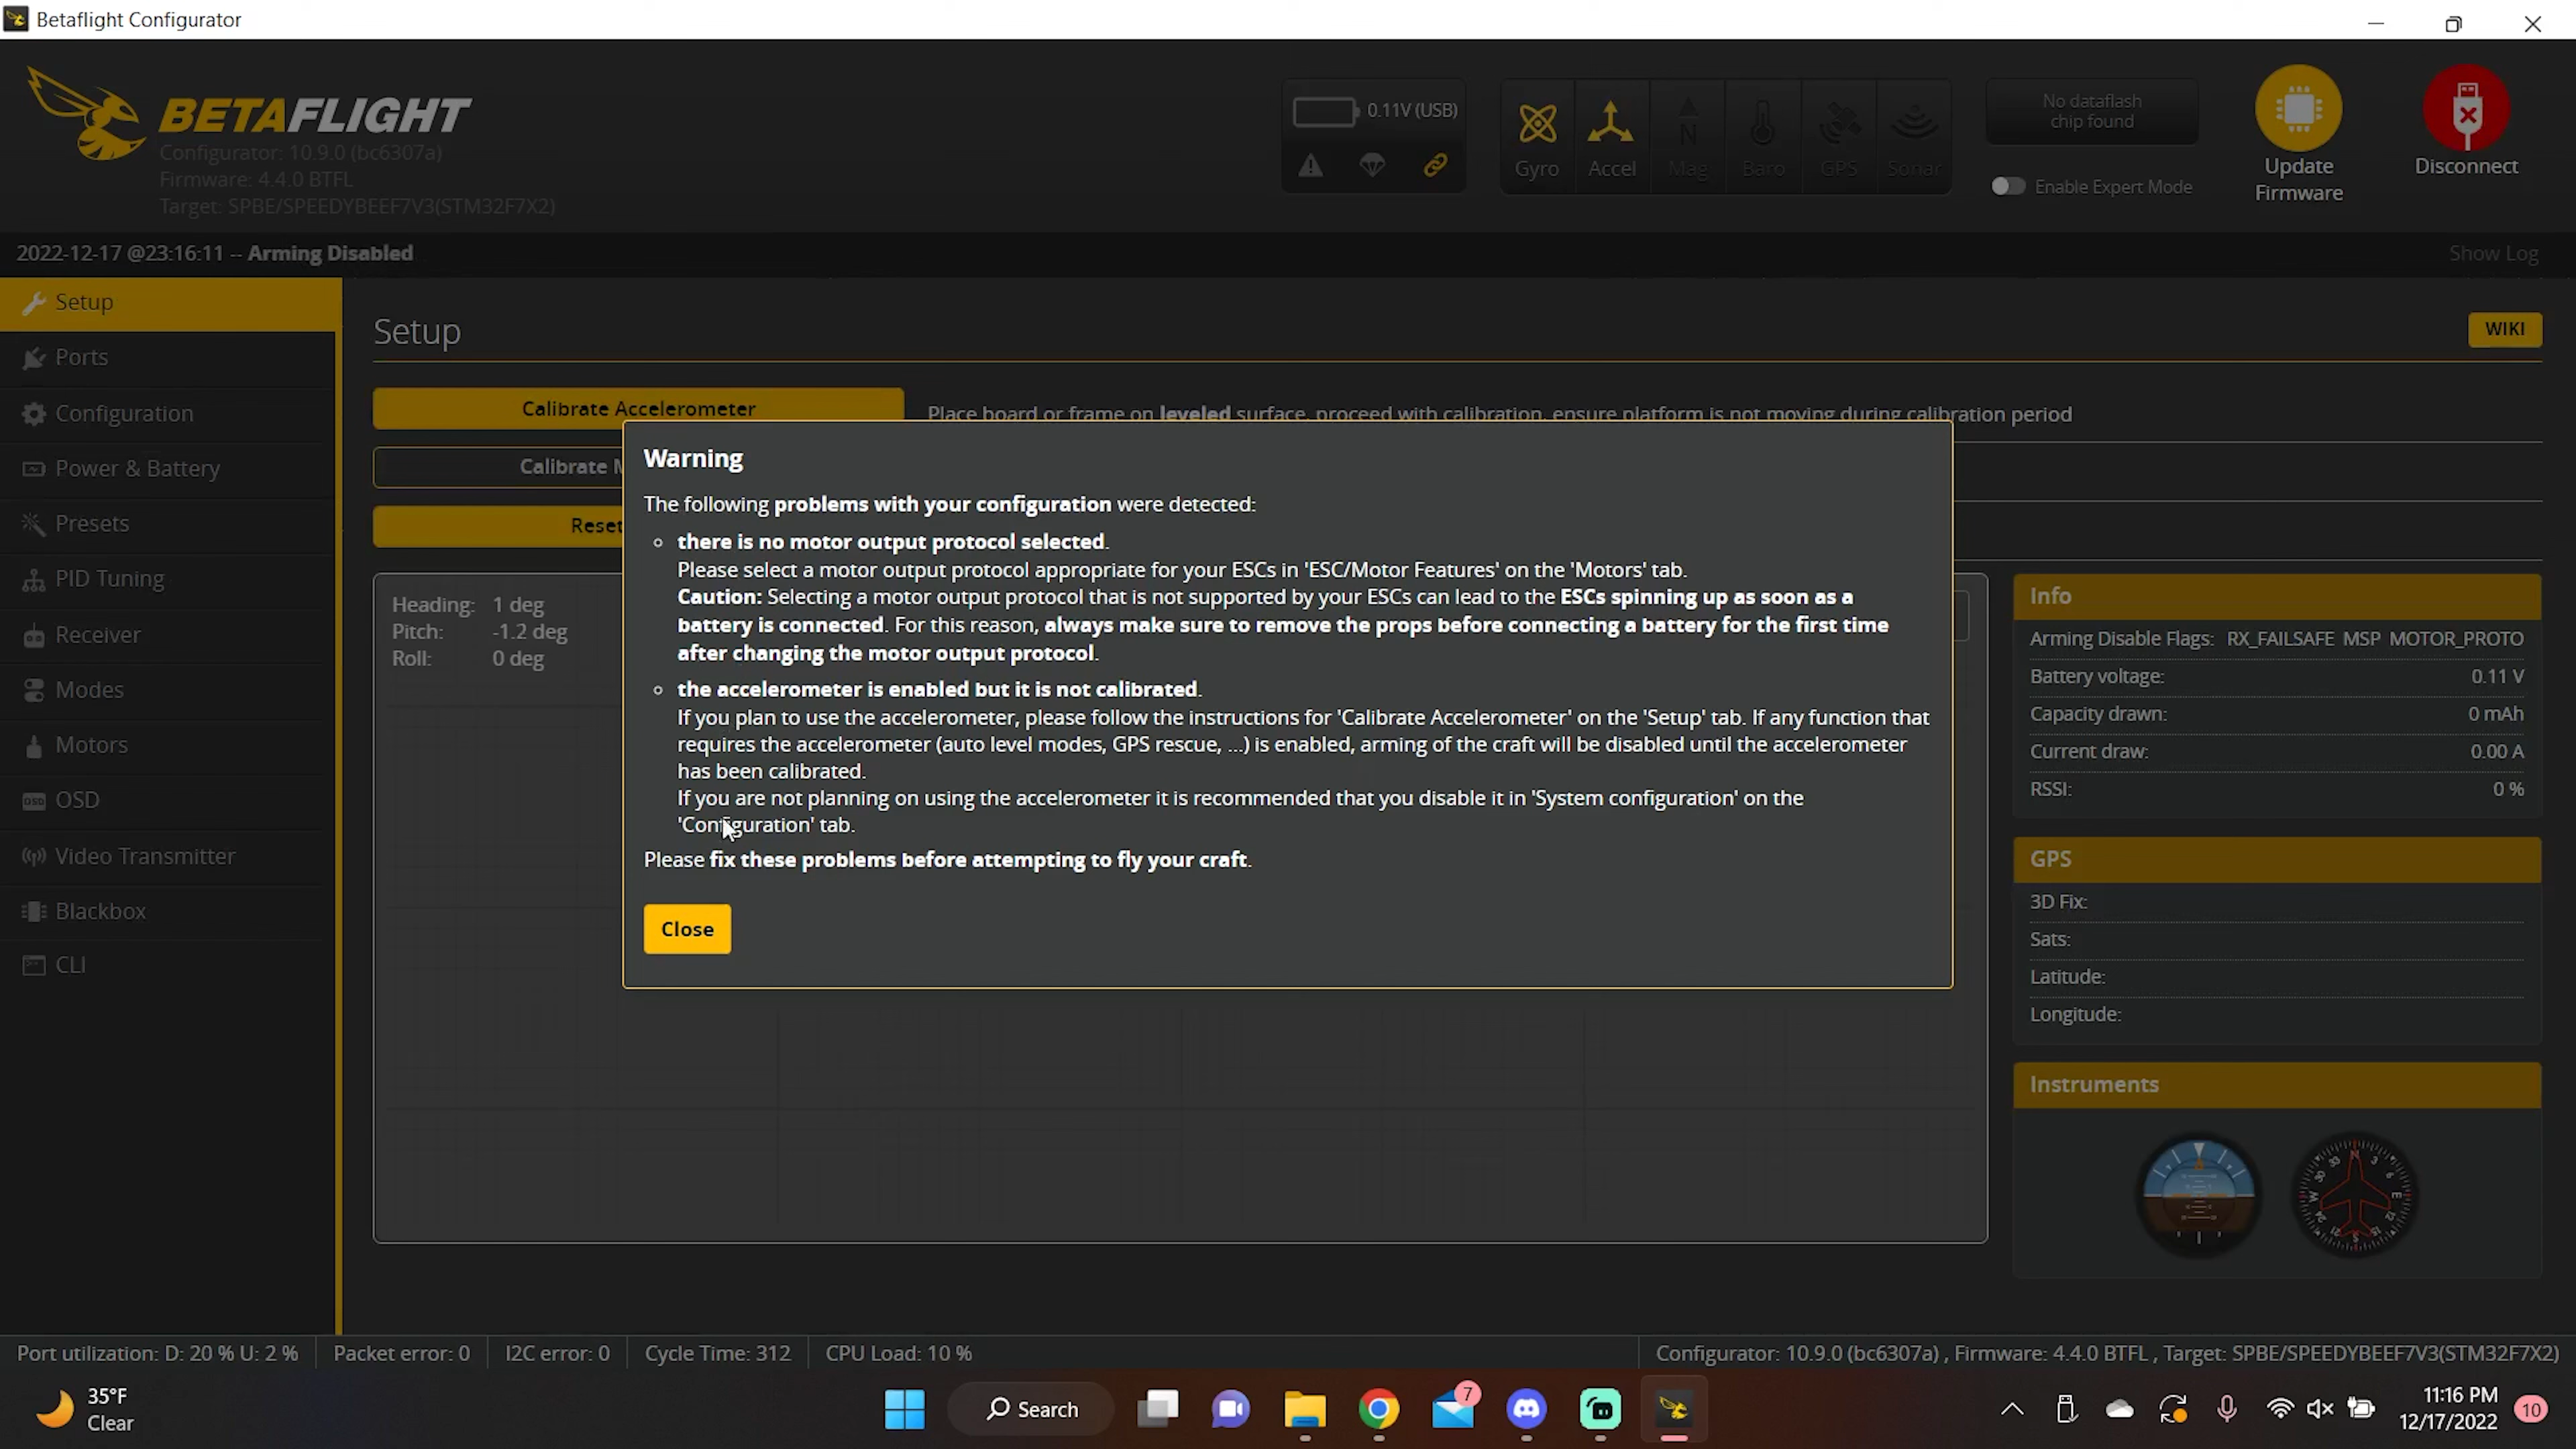 Betaflight Configurator
BETAFLIGHT
Configurator: 10.9.0 (bc6307a)
Firmware: 4.4.0 BTFL
Target: SPBE/SPEEDYBEEF7V3(STM32F7X2)
0.11V (USB)
Gyro
Accel
Mag
Baro
GPS
Sonar
No dataflash
chip found
Enable Expert Mode
Update
Firmware
Disconnect
2022-12-17 @23:16:11 -- Arming Disabled
Show Log
Setup
Ports
Configuration
Power & Battery
Presets
PID Tuning
Receiver
Modes
Motors
OSD
Video Transmitter
Blackbox
CLI
Setup
WIKI
Calibrate Accelerometer
Place board or frame on leveled surface, proceed with calibration, ensure platform is not moving during calibration period
Calibrate M
Reset
Heading: 1 deg
Pitch: -1.2 deg
Roll: 0 deg
Warning
The following problems with your configuration were detected:
there is no motor output protocol selected.
Please select a motor output protocol appropriate for your ESCs in 'ESC/Motor Features' on the 'Motors' tab.
Caution: Selecting a motor output protocol that is not supported by your ESCs can lead to the ESCs spinning up as soon as a
battery is connected. For this reason, always make sure to remove the props before connecting a battery for the first time
after changing the motor output protocol.
the accelerometer is enabled but it is not calibrated.
If you plan to use the accelerometer, please follow the instructions for 'Calibrate Accelerometer' on the 'Setup' tab. If any function that
requires the accelerometer (auto level modes, GPS rescue, ...) is enabled, arming of the craft will be disabled until the accelerometer
has been calibrated.
If you are not planning on using the accelerometer it is recommended that you disable it in 'System configuration' on the
'Configuration' tab.
Please fix these problems before attempting to fly your craft.
Close
Info
Arming Disable Flags: RX_FAILSAFE MSP MOTOR_PROTO
Battery voltage: 0.11 V
Capacity drawn: 0 mAh
Current draw: 0.00 A
RSSI: 0 %
GPS
3D Fix:
Sats:
Latitude:
Longitude:
Instruments
Port utilization: D: 20 % U: 2 %
Packet error: 0
I2C error: 0
Cycle Time: 312
CPU Load: 10 %
Configurator: 10.9.0 (bc6307a) , Firmware: 4.4.0 BTFL , Target: SPBE/SPEEDYBEEF7V3(STM32F7X2)
35°F
Clear
Search
7
11:16 PM
12/17/2022
10